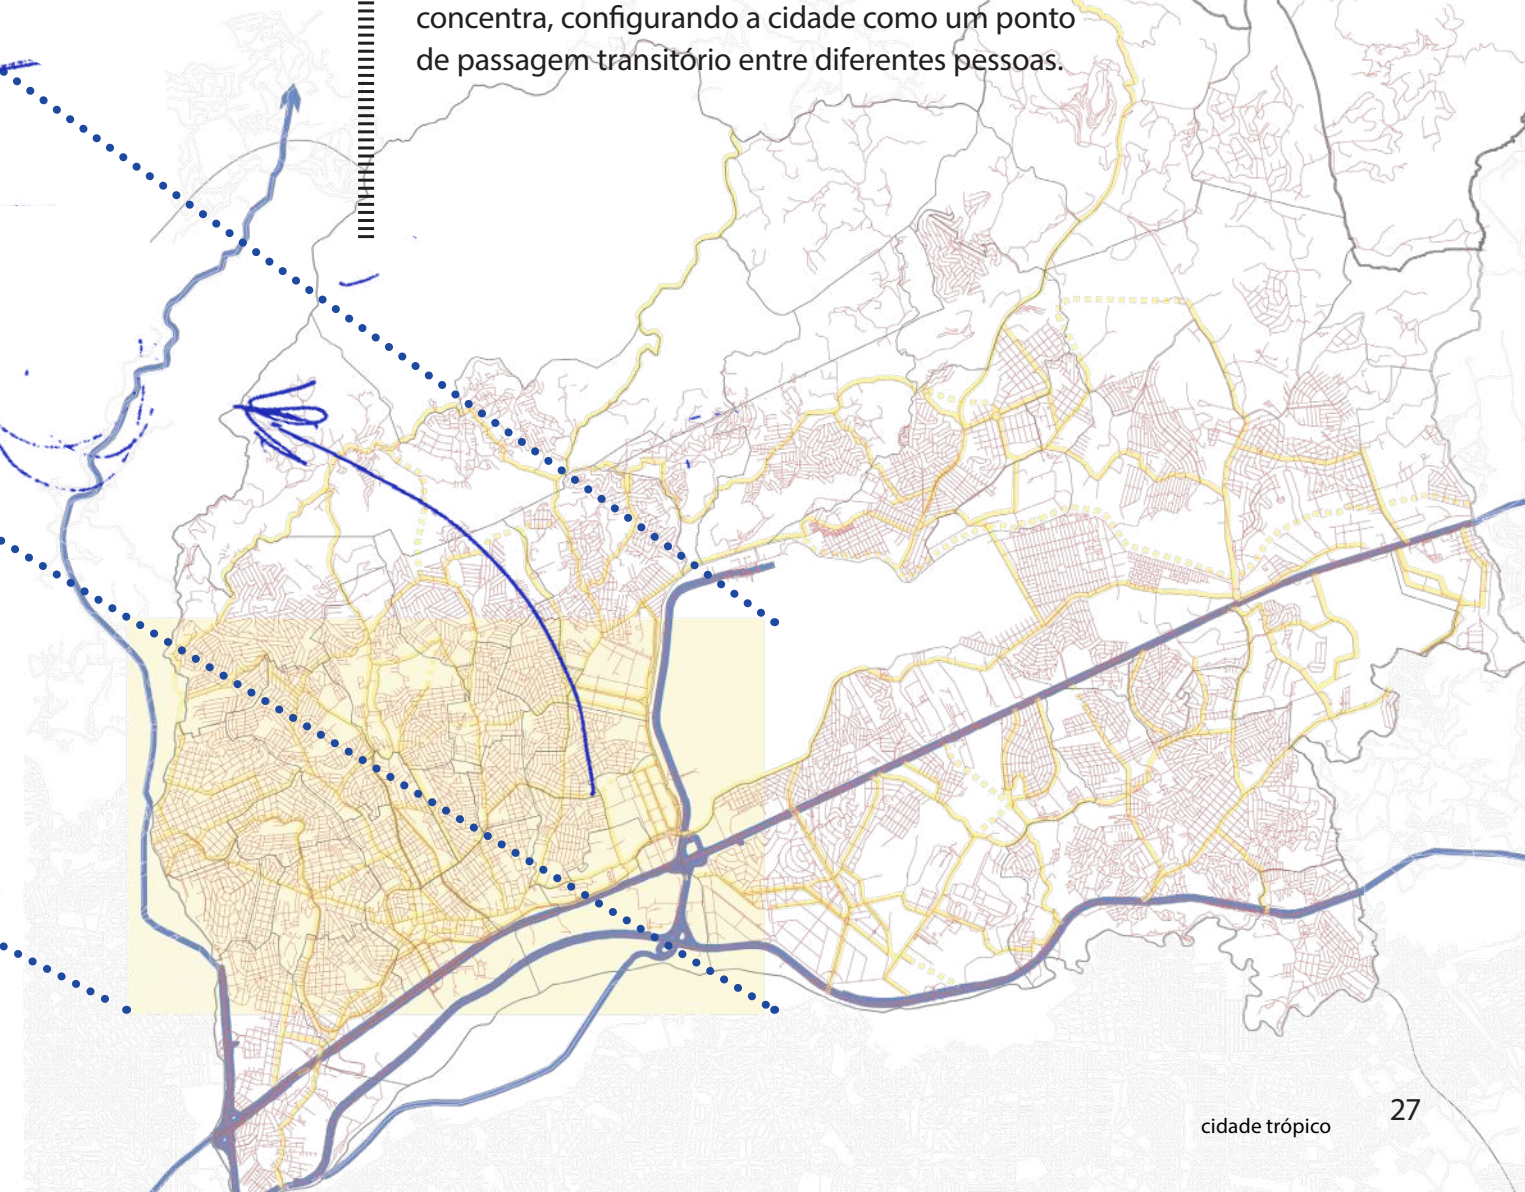 concentra, configurando a cidade como um ponto
de passagem transitório entre diferentes pessoas.
cidade trópico
27